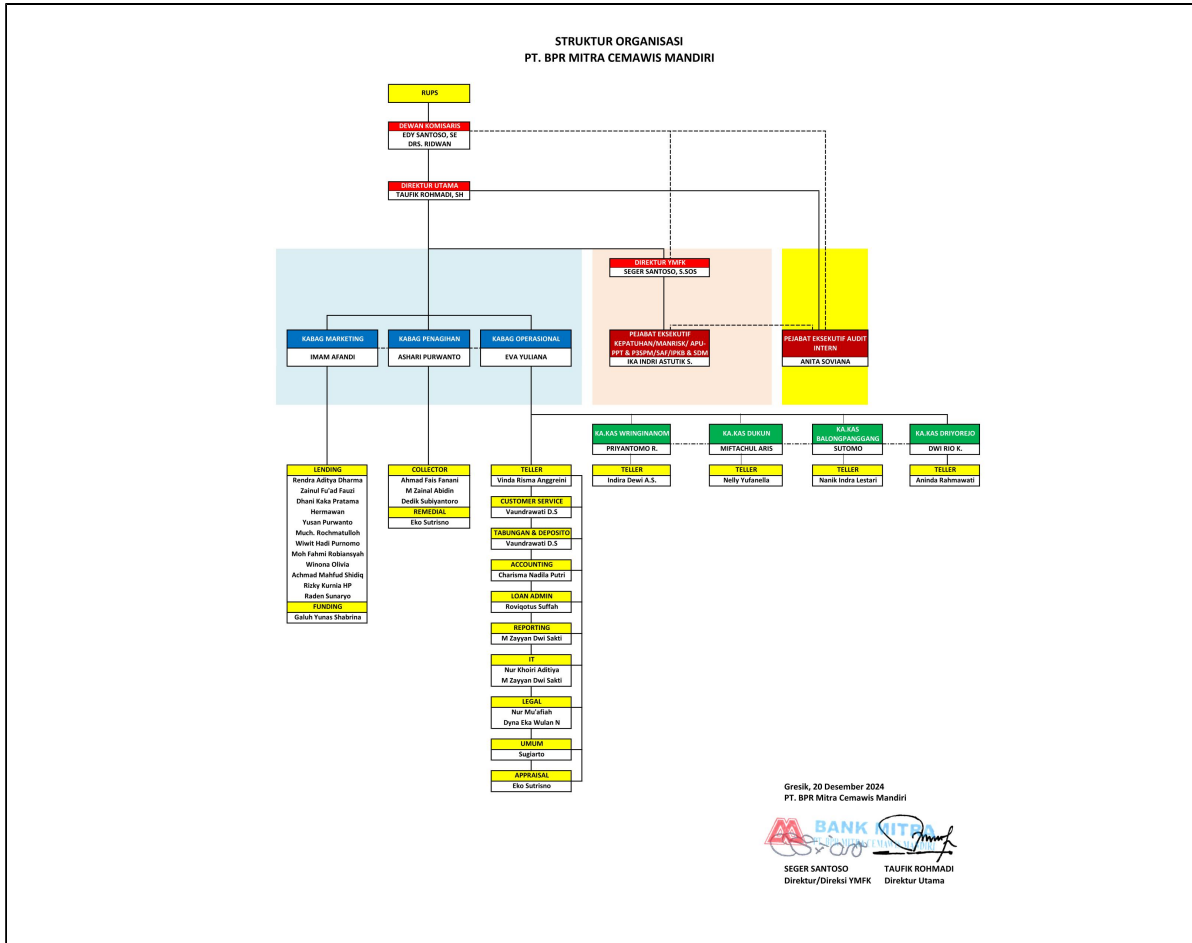 STRUKTUR ORGANISASI
PT. BPR MITRA CEMAWIS MANDIRI
RUPS
DEWAN KOMISARIS
EDY SANTOSO, SE
DRS. RIDWAN
DIREKTUR UTAMA
TAUFIK ROHMADI, SH
DIREKTUR YMFK
SEGER SANTOSO, S.SOS
KABAG MARKETING
IMAM AFANDI
KABAG PENAGIHAN
ASHARI PURWANTO
KABAG OPERASIONAL
EVA YULIANA
PEJABAT EKSEKUTIF
KEPATUHAN/MANRISK/ APU-
PPT & P3SPM/SAF/IPKB & SDM
IKA INDRI ASTUTIK S.
PEJABAT EKSEKUTIF AUDIT
INTERN
ANITA SOVIANA
KA.KAS WRINGINANOM
PRIYANTOMO R.
KA.KAS DUKUN
MIFTACHUL ARIS
KA.KAS
BALONGPANGGANG
SUTOMO
KA.KAS DRIYOREJO
DWI RIO K.
LENDING
Rendra Aditya Dharma
Zainul Fu'ad Fauzi
Dhani Kaka Pratama
Hermawan
Yusan Purwanto
Much. Rochmatulloh
Wiwit Hadi Purnomo
Moh Fahmi Robiansyah
Winona Olivia
Achmad Mahfud Shidiq
Rizky Kurnia HP
Raden Sunaryo
FUNDING
Galuh Yunas Shabrina
COLLECTOR
Ahmad Fais Fanani
M Zainal Abidin
Dedik Subiyantoro
REMEDIAL
Eko Sutrisno
TELLER
Vinda Risma Anggreini
CUSTOMER SERVICE
Vaundrawati D.S
TABUNGAN & DEPOSITO
Vaundrawati D.S
ACCOUNTING
Charisma Nadila Putri
LOAN ADMIN
Roviqotus Suffah
REPORTING
M Zayyan Dwi Sakti
IT
Nur Khoiri Aditiya
M Zayyan Dwi Sakti
LEGAL
Nur Mu'afiah
Dyna Eka Wulan N
UMUM
Sugiarto
APPRAISAL
Eko Sutrisno
TELLER
Indira Dewi A.S.
TELLER
Nelly Yufanella
TELLER
Nanik Indra Lestari
TELLER
Aninda Rahmawati
Gresik, 20 Desember 2024
PT. BPR Mitra Cemawis Mandiri
BANK MITRA
PT. BPR MITRA CEMAWIS MANDIRI
SEGER SANTOSO
Direktur/Direksi YMFK
TAUFIK ROHMADI
Direktur Utama